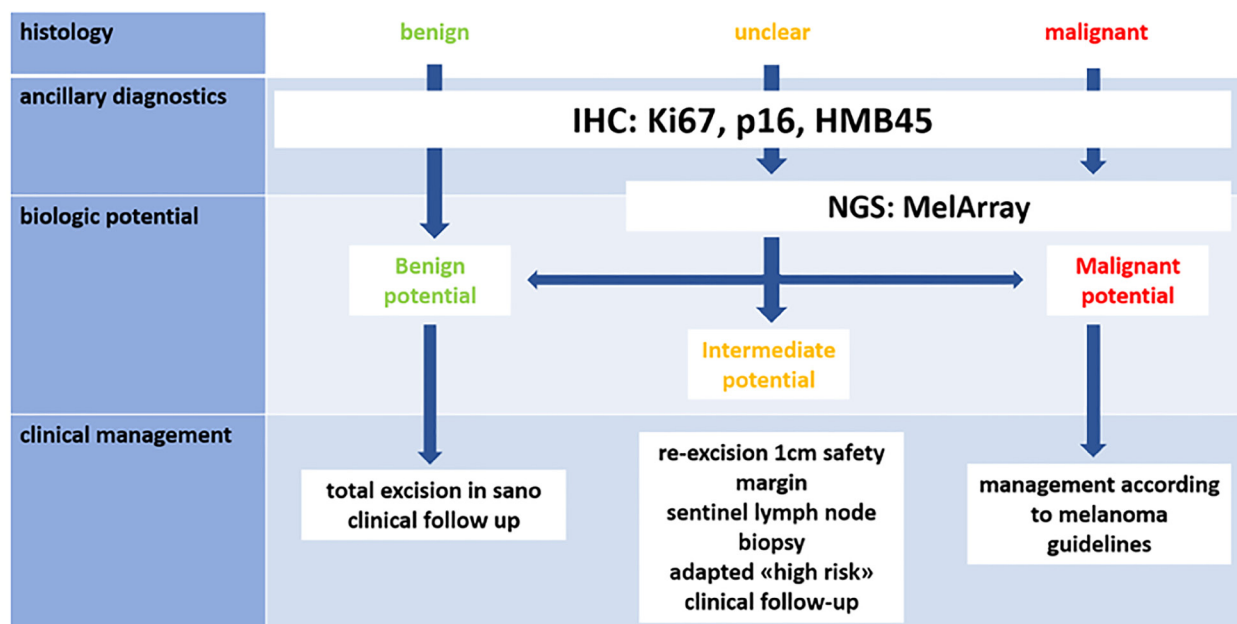 histology
benign
unclear
malignant
ancillary diagnostics
IHC: Ki67, p16, HMB45
NGS: MelArray
biologic potential
Benign
potential
Malignant
potential
Intermediate
potential
clinical management
total excision in sano
clinical follow up
re-excision 1cm safety
margin
sentinel lymph node
biopsy
adapted «high risk»
clinical follow-up
management according
to melanoma
guidelines